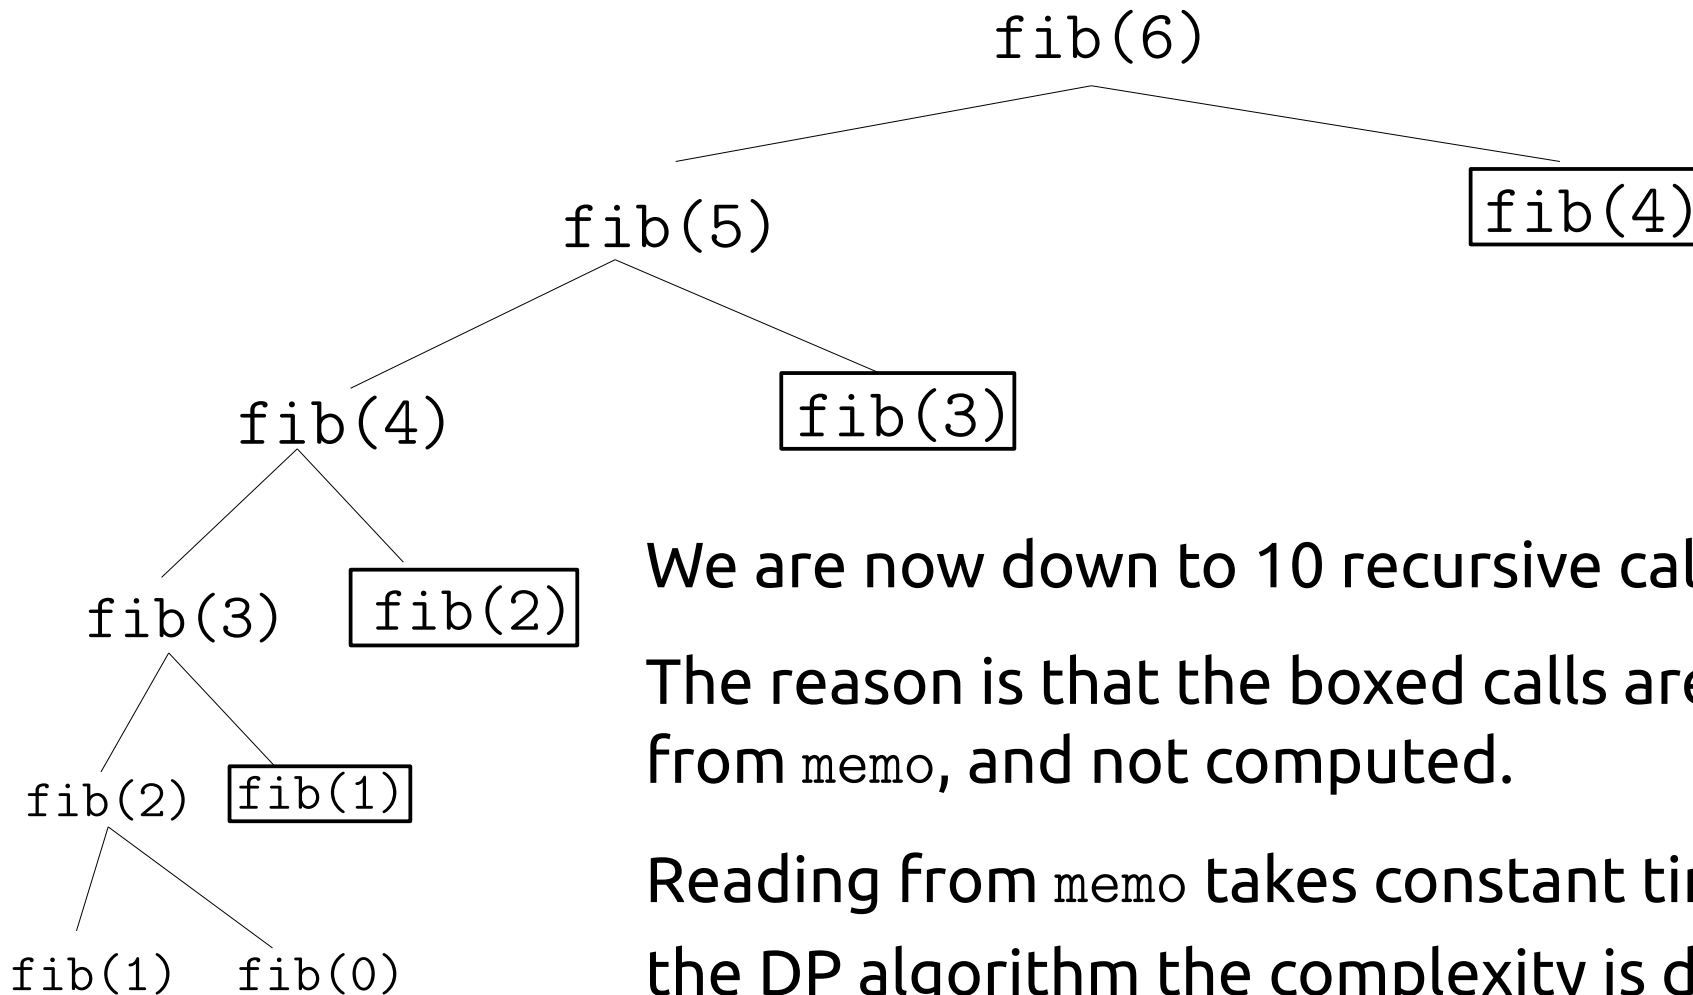 fib(6)
fib(5)
fib(4)
fib(4)
fib(3)
fib(3)
fib(2)
fib(2)
fib(1)
fib(1)
fib(0)
We are now down to 10 recursive
The reason is that the boxed calls are
from memo, and not computed.
Reading from memo takes constant
the DP algorithm the complexity is